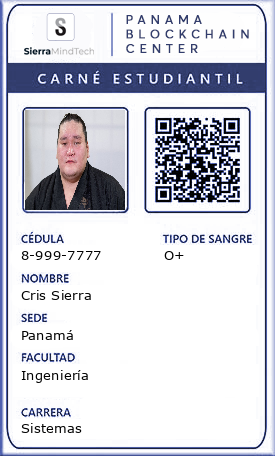 S
SierraMindTech
PANAMA
BLOCKCHAIN
CENTER
CARNÉ ESTUDIANTIL
CÉDULA
8-999-7777
TIPO DE SANGRE
O+
NOMBRE
Cris Sierra
SEDE
Panamá
FACULTAD
Ingeniería
CARRERA
Sistemas